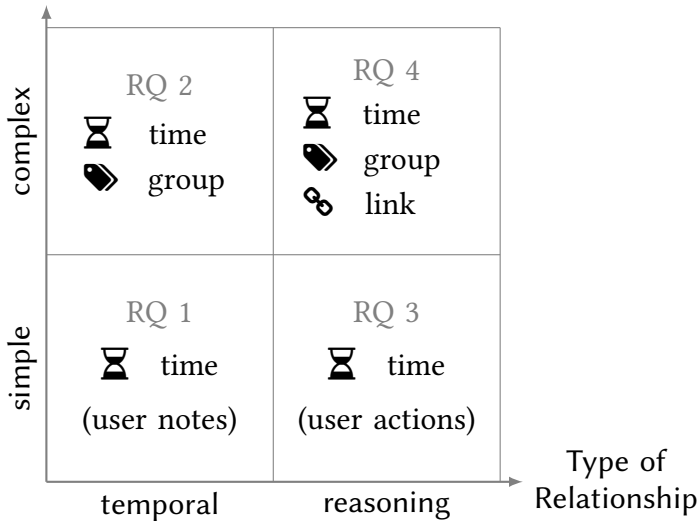 complex
RQ 2
time
group
RQ 4
time
group
link
simple
RQ 1
time
(user notes)
RQ 3
time
(user actions)
temporal
reasoning
Type of
Relationship